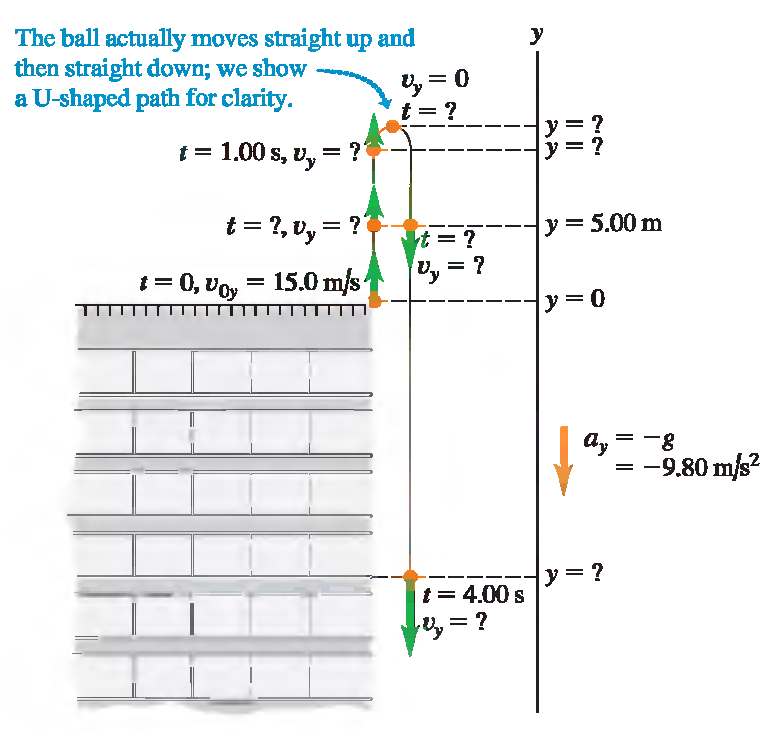 The ball actually moves straight up and
then straight down; we show
a U-shaped path for clarity.
y
v_y = 0
t = ?
y = ?
t = 1.00 s, v_y = ?
y = ?
t = ?, v_y = ?
y = 5.00 m
t = ?
v_y = ?
t = 0, v_0y = 15.0 m/s
y = 0
a_y = −g
= −9.80 m/s²
y = ?
t = 4.00 s
v_y = ?